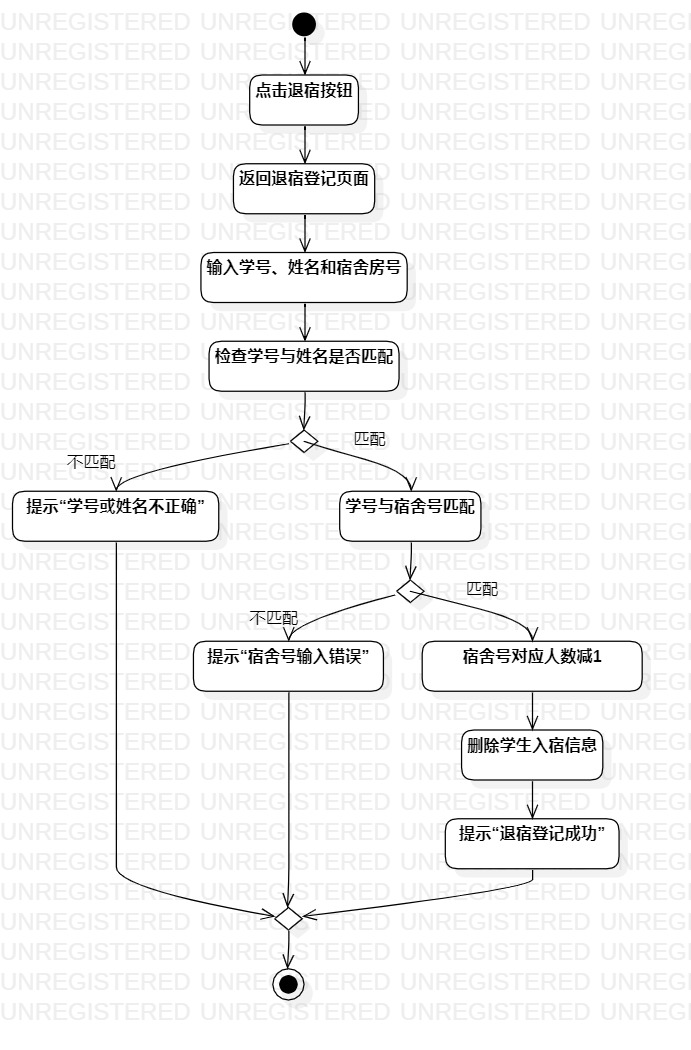 点击退宿按钮
返回退宿登记页面
输入学号、姓名和宿舍房号
检查学号与姓名是否匹配
不匹配
匹配
提示“学号或姓名不正确”
学号与宿舍号匹配
不匹配
匹配
提示“宿舍号输入错误”
宿舍号对应人数减1
删除学生入宿信息
提示“退宿登记成功”
UNREGISTERED